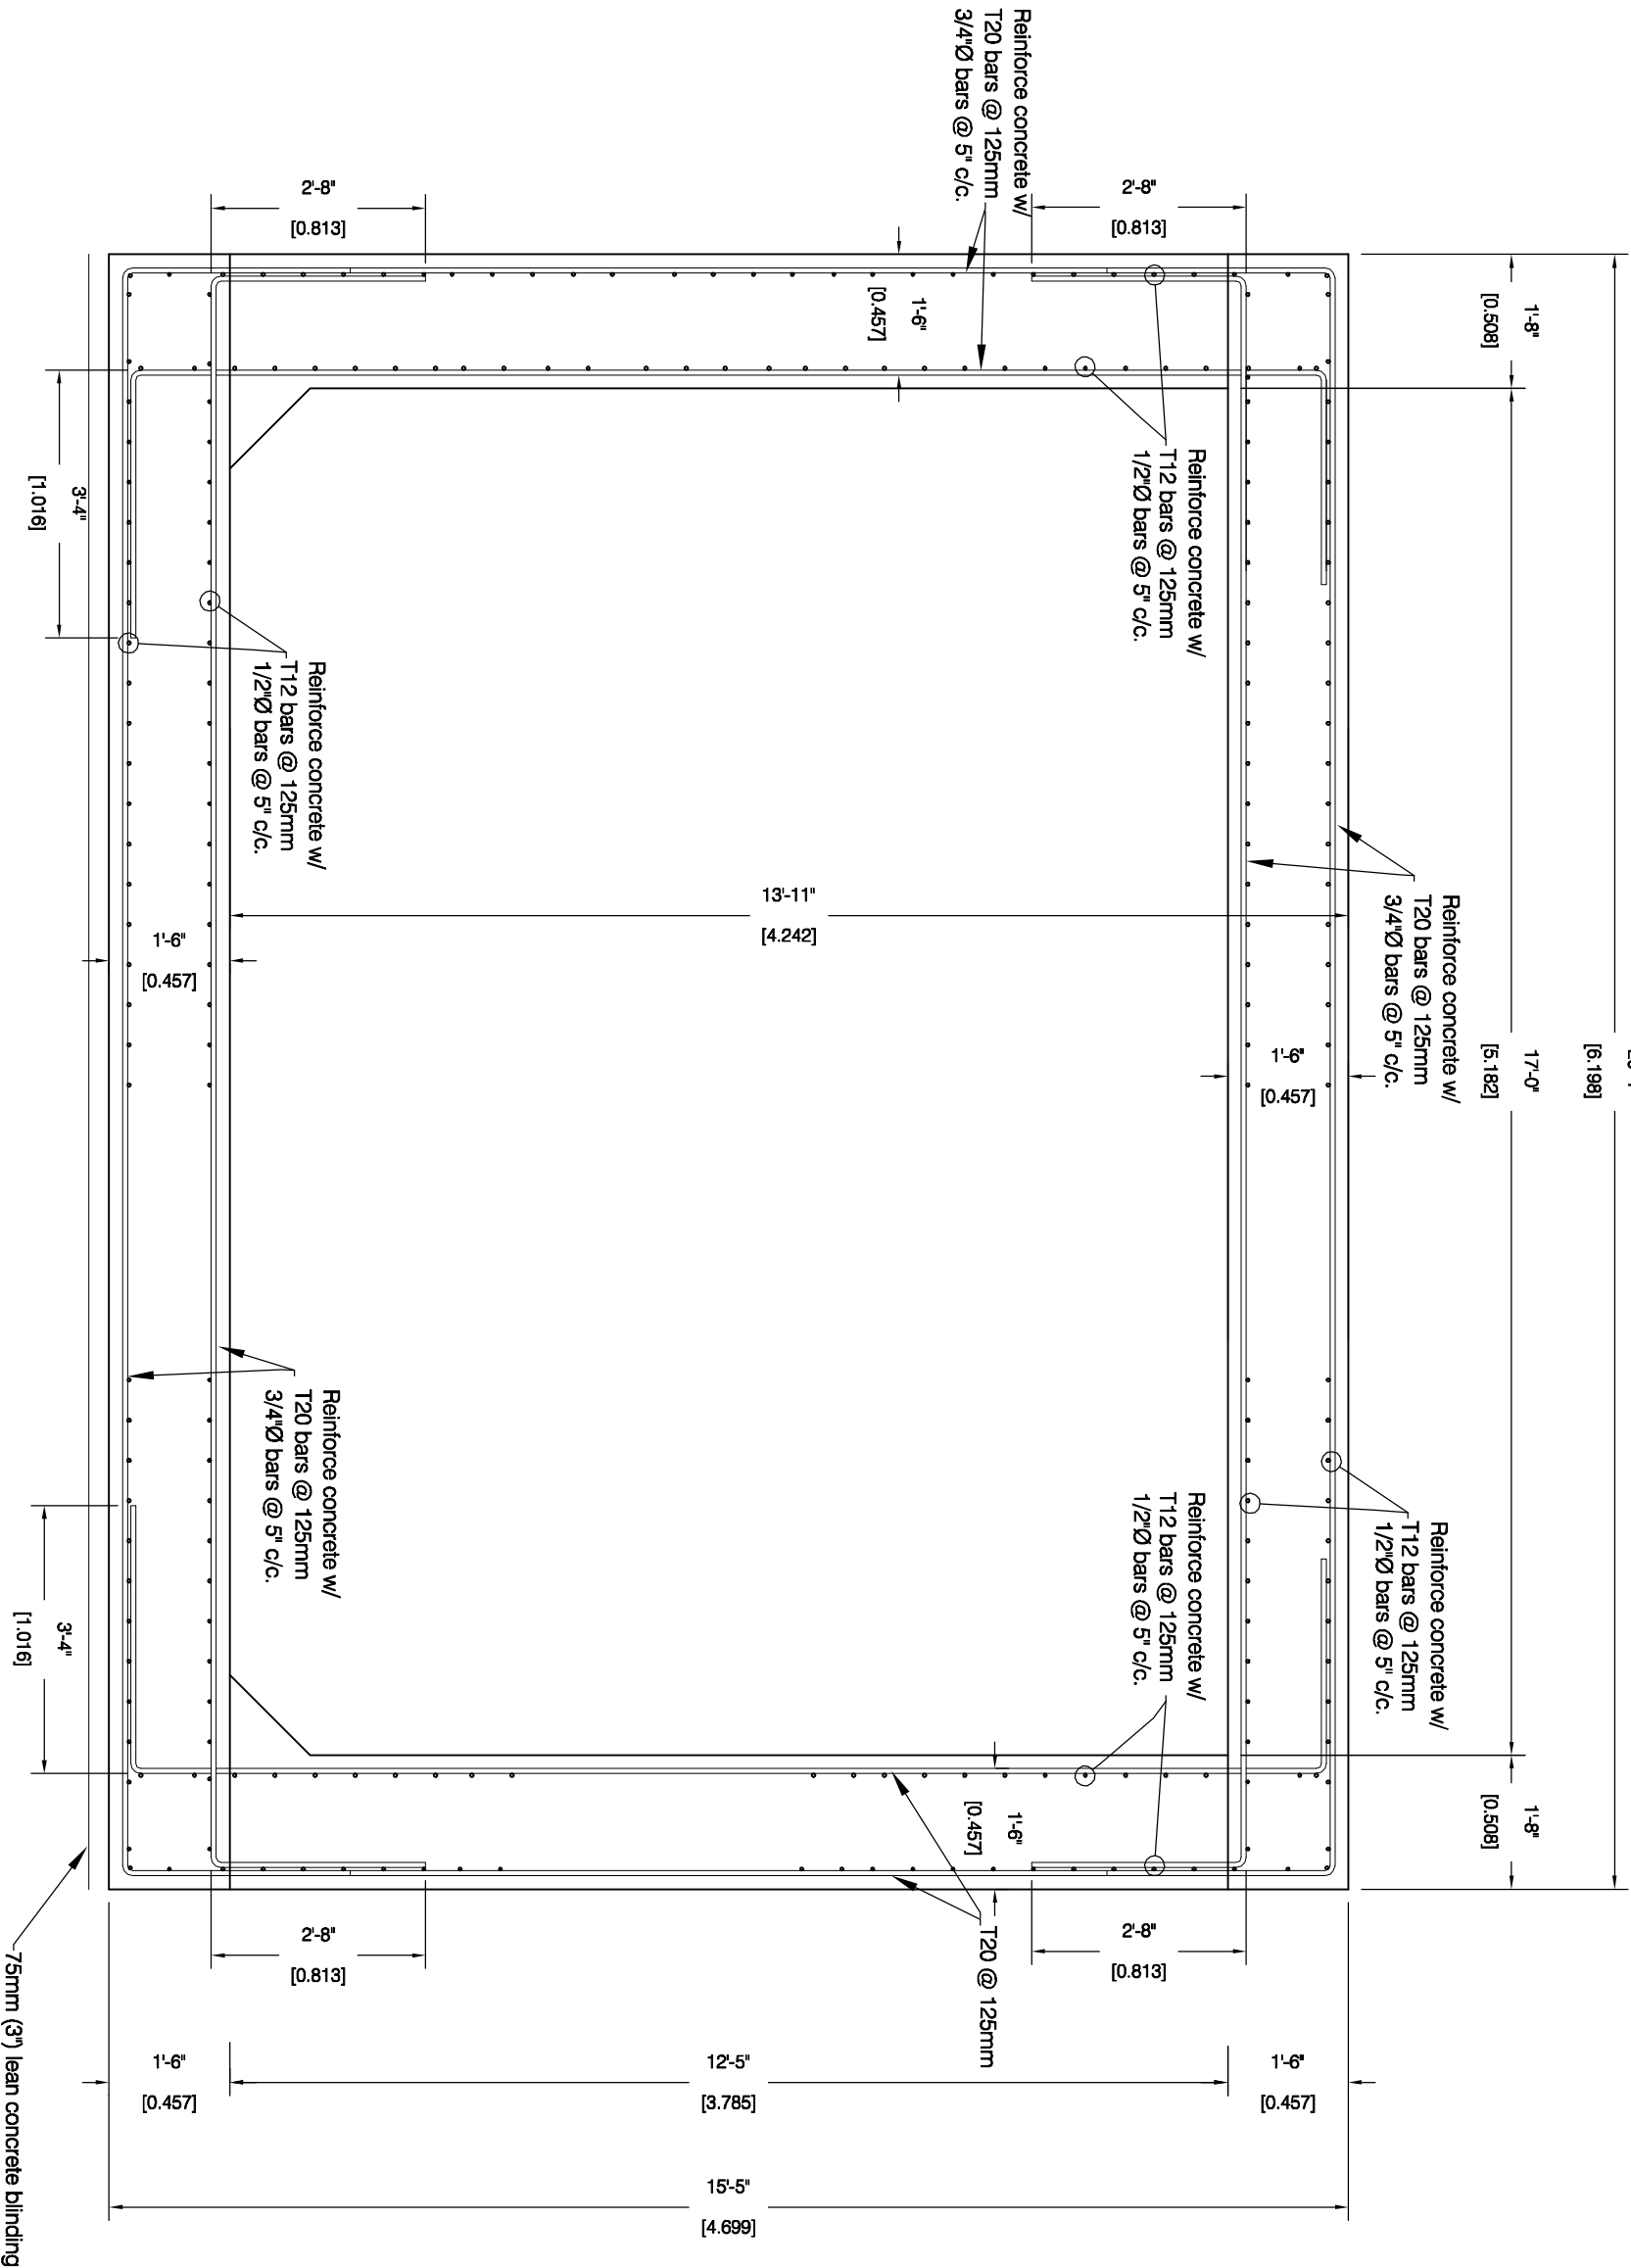 Reinforce concrete w/
T20 bars @ 125mm
3/4"Ø bars @ 5" c/c.
2'-8"
[0.813]
2'-8"
[0.813]
1'-6"
[0.457]
1'-8"
[0.508]
3'-4"
[1.016]
Reinforce concrete w/
T12 bars @ 125mm
1/2"Ø bars @ 5" c/c.
Reinforce concrete w/
T12 bars @ 125mm
1/2"Ø bars @ 5" c/c.
13'-11"
[4.242]
1'-6"
[0.457]
Reinforce concrete w/
T20 bars @ 125mm
3/4"Ø bars @ 5" c/c.
1'-6"
[0.457]
17'-0"
[5.182]
[6.198]
Reinforce concrete w/
T20 bars @ 125mm
3/4"Ø bars @ 5" c/c.
Reinforce concrete w/
T12 bars @ 125mm
1/2"Ø bars @ 5" c/c.
Reinforce concrete w/
T12 bars @ 125mm
1/2"Ø bars @ 5" c/c.
3'-4"
[1.016]
1'-6"
[0.457]
1'-8"
[0.508]
2'-8"
[0.813]
2'-8"
[0.813]
T20 @ 125mm
75mm (3") lean concrete blinding
1'-6"
[0.457]
12'-5"
[3.785]
1'-6"
[0.457]
15'-5"
[4.699]